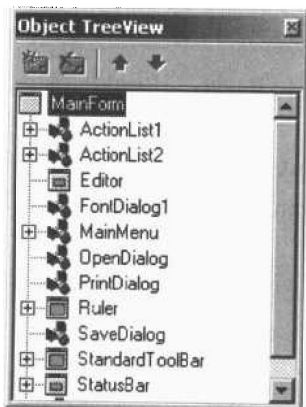 Object TreeView
MainForm
ActionList1
ActionList2
Editor
FontDialog1
MainMenu
OpenDialog
PrintDialog
Ruler
SaveDialog
StandardToolBar
StatusBar